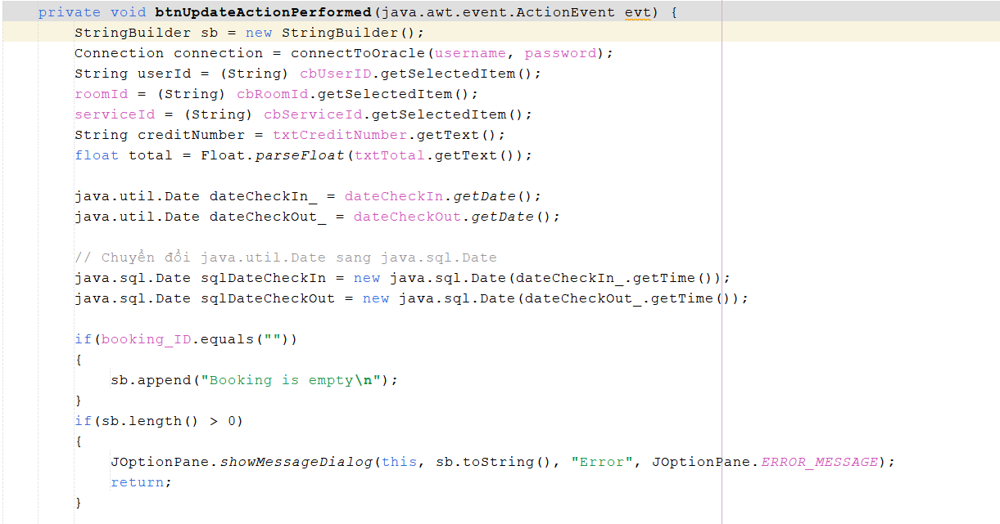 private void btnUpdateActionPerformed(java.awt.event.ActionEvent evt) {
StringBuilder sb = new StringBuilder();
Connection connection = connectToOracle(username, password);
String userId = (String) cbUserID.getSelectedItem();
roomId = (String) cbRoomId.getSelectedItem();
serviceId = (String) cbServiceId.getSelectedItem();
String creditNumber = txtCreditNumber.getText();
float total = Float.parseFloat(txtTotal.getText());
java.util.Date dateCheckIn_ = dateCheckIn.getDate();
java.util.Date dateCheckOut_ = dateCheckOut.getDate();
// Chuyển đổi java.util.Date sang java.sql.Date
java.sql.Date sqlDateCheckIn = new java.sql.Date(dateCheckIn_.getTime());
java.sql.Date sqlDateCheckOut = new java.sql.Date(dateCheckOut_.getTime());
if(booking_ID.equals(""))
{
sb.append("Booking is empty\n");
}
if(sb.length() > 0)
{
JOptionPane.showMessageDialog(this, sb.toString(), "Error", JOptionPane.ERROR_MESSAGE);
return;
}